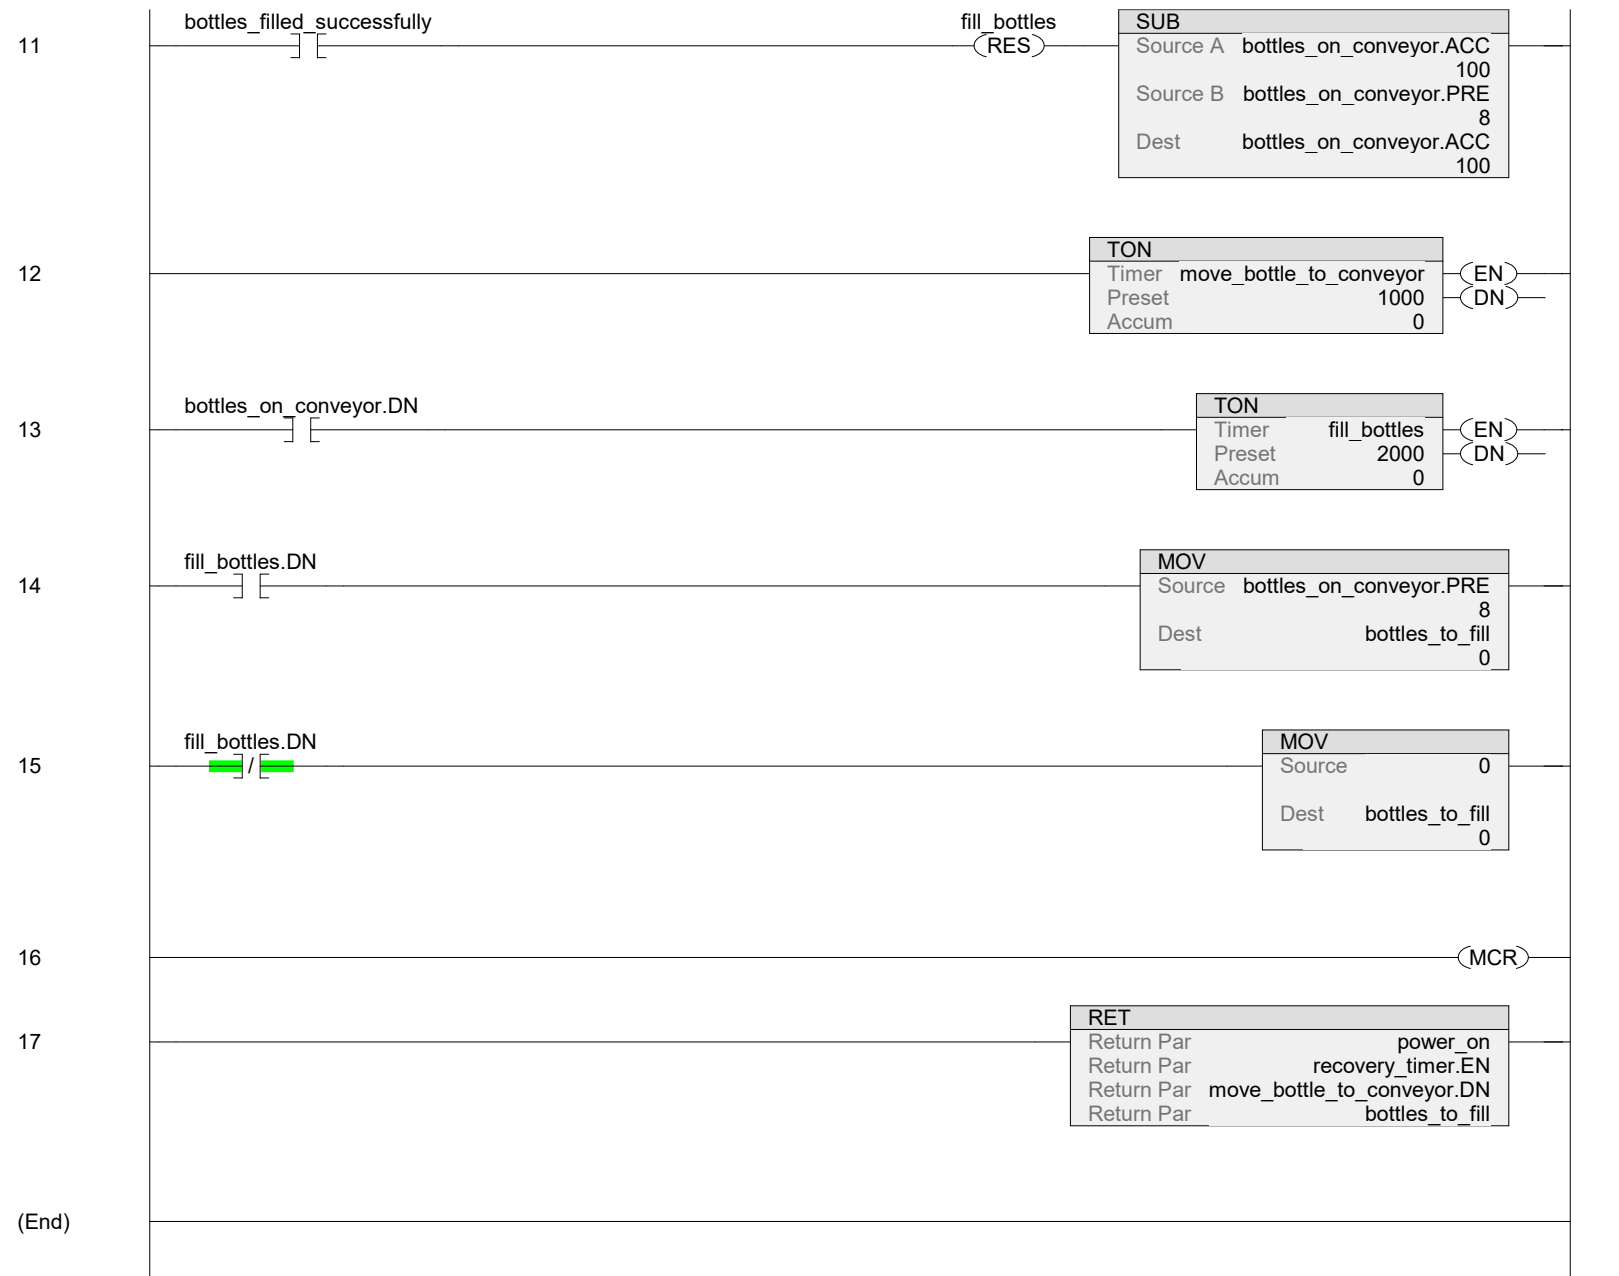 bottles_filled_successfully fill_bottles SUB
11 RES Source A bottles_on_conveyor.ACC
100
Source B bottles_on_conveyor.PRE
8
Dest bottles_on_conveyor.ACC
100
TON
12 Timer move_bottle_to_conveyor EN
Preset 1000 DN
Accum 0
bottles_on_conveyor.DN TON
13 Timer fill_bottles EN
Preset 2000 DN
Accum 0
fill_bottles.DN MOV
14 Source bottles_on_conveyor.PRE
8
Dest bottles_to_fill
0
fill_bottles.DN MOV
15 / Source 0
Dest bottles_to_fill
0
16 MCR
RET
17 Return Par power_on
Return Par recovery_timer.EN
Return Par move_bottle_to_conveyor.DN
Return Par bottles_to_fill
(End)